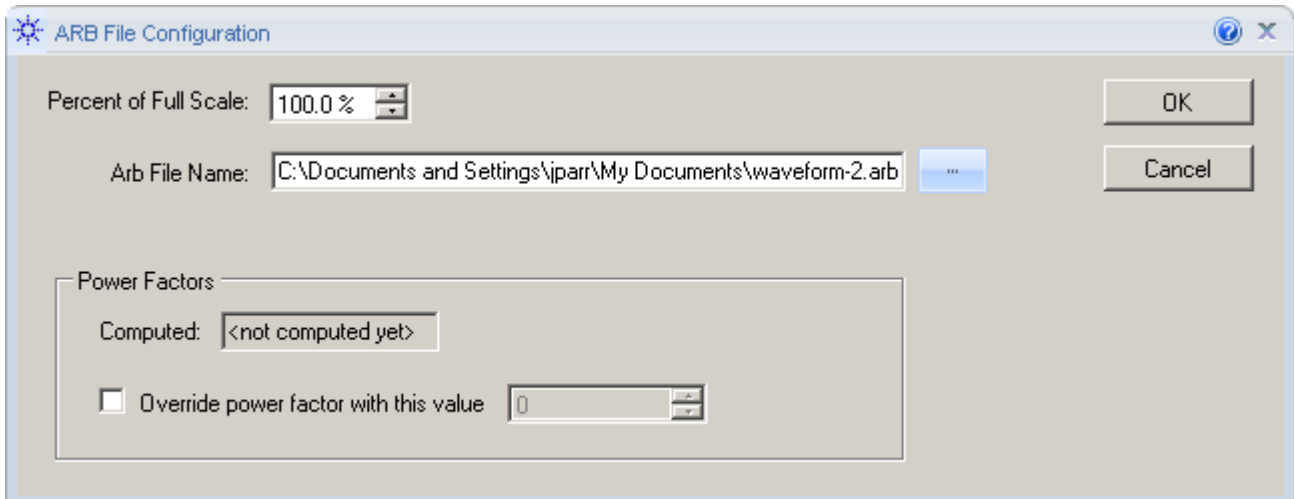 ARB File Configuration
Percent of Full Scale: 100.0 % OK
Arb File Name: C:\Documents and Settings\jparr\My Documents\waveform-2.arb ... Cancel
Power Factors
Computed: <not computed yet>
Override power factor with this value 0